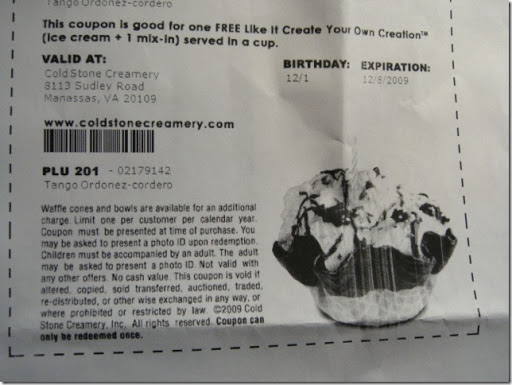 Tango Ordonez-cordero
This coupon is good for one FREE Like It Create Your Own Creation™
(ice cream + 1 mix-in) served in a cup.
VALID AT:
Cold Stone Creamery
8113 Sudley Road
Manassas, VA 20109
BIRTHDAY:
12/1
EXPIRATION:
12/8/2009
www.coldstonecreamery.com
PLU 201 - 02179142
Tango Ordonez-cordero
Waffle cones and bowls are available for an additional
charge. Limit one per customer per calendar year.
Coupon must be presented at time of purchase. You
may be asked to present a photo ID upon redemption.
Children must be accompanied by an adult. The adult
may be asked to present a photo ID. Not valid with
any other offers. No cash value. This coupon is void if
altered, copied, sold transferred, auctioned, traded,
re-distributed, or other wise exchanged in any way, or
where prohibited or restricted by law. ©2009 Cold
Stone Creamery, Inc. All rights reserved. Coupon can
only be redeemed once.